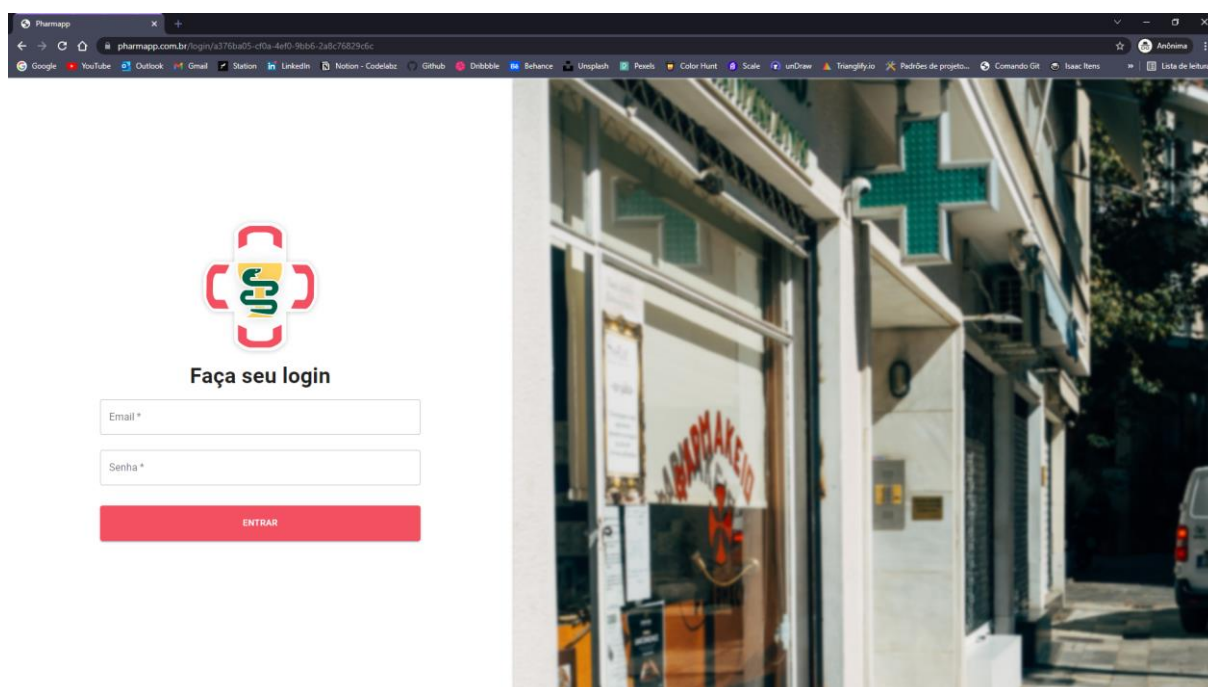 Pharmapp
pharmapp.com.br/login/a376ba05-cf0a-4ef0-9bb6-2a8c76829c6c
Anônima
Google YouTube Outlook Gmail Station LinkedIn Notion - Codelabz Github Dribbble Behance Unsplash Pexels Color Hunt Scale unDraw Trianglify.io Padrões de projeto... Comando Git Isaac Itens » Lista de leitura
ΦΑΡΜΑΚΕΙΟ
Faça seu login
Email *
Senha *
ENTRAR